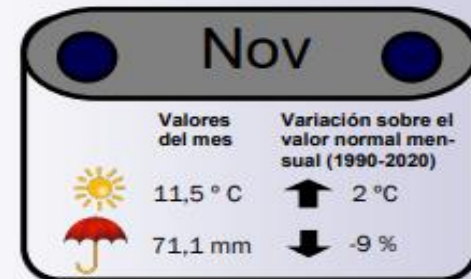 Nov
Valores del mes
Variación sobre el valor normal men-
sual (1990-2020)
11,5 ° C 2 ºC
71,1 mm -9 %